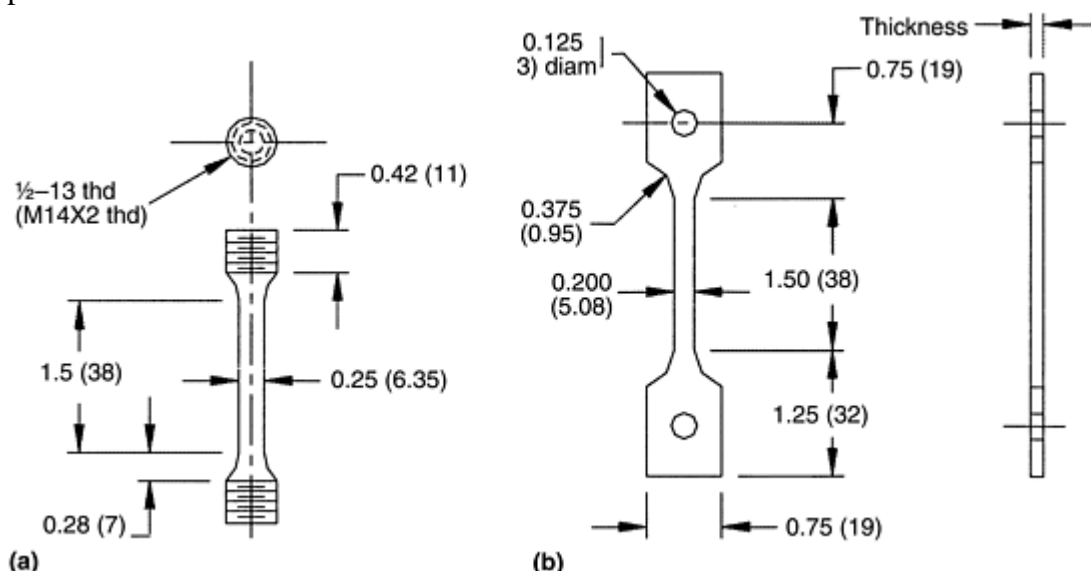 ½–13 thd
(M14X2 thd)
0.42 (11)
1.5 (38)
0.25 (6.35)
0.28 (7)
(a)
Thickness
0.125
3) diam
0.75 (19)
0.375
(0.95)
0.200
(5.08)
1.50 (38)
1.25 (32)
0.75 (19)
(b)